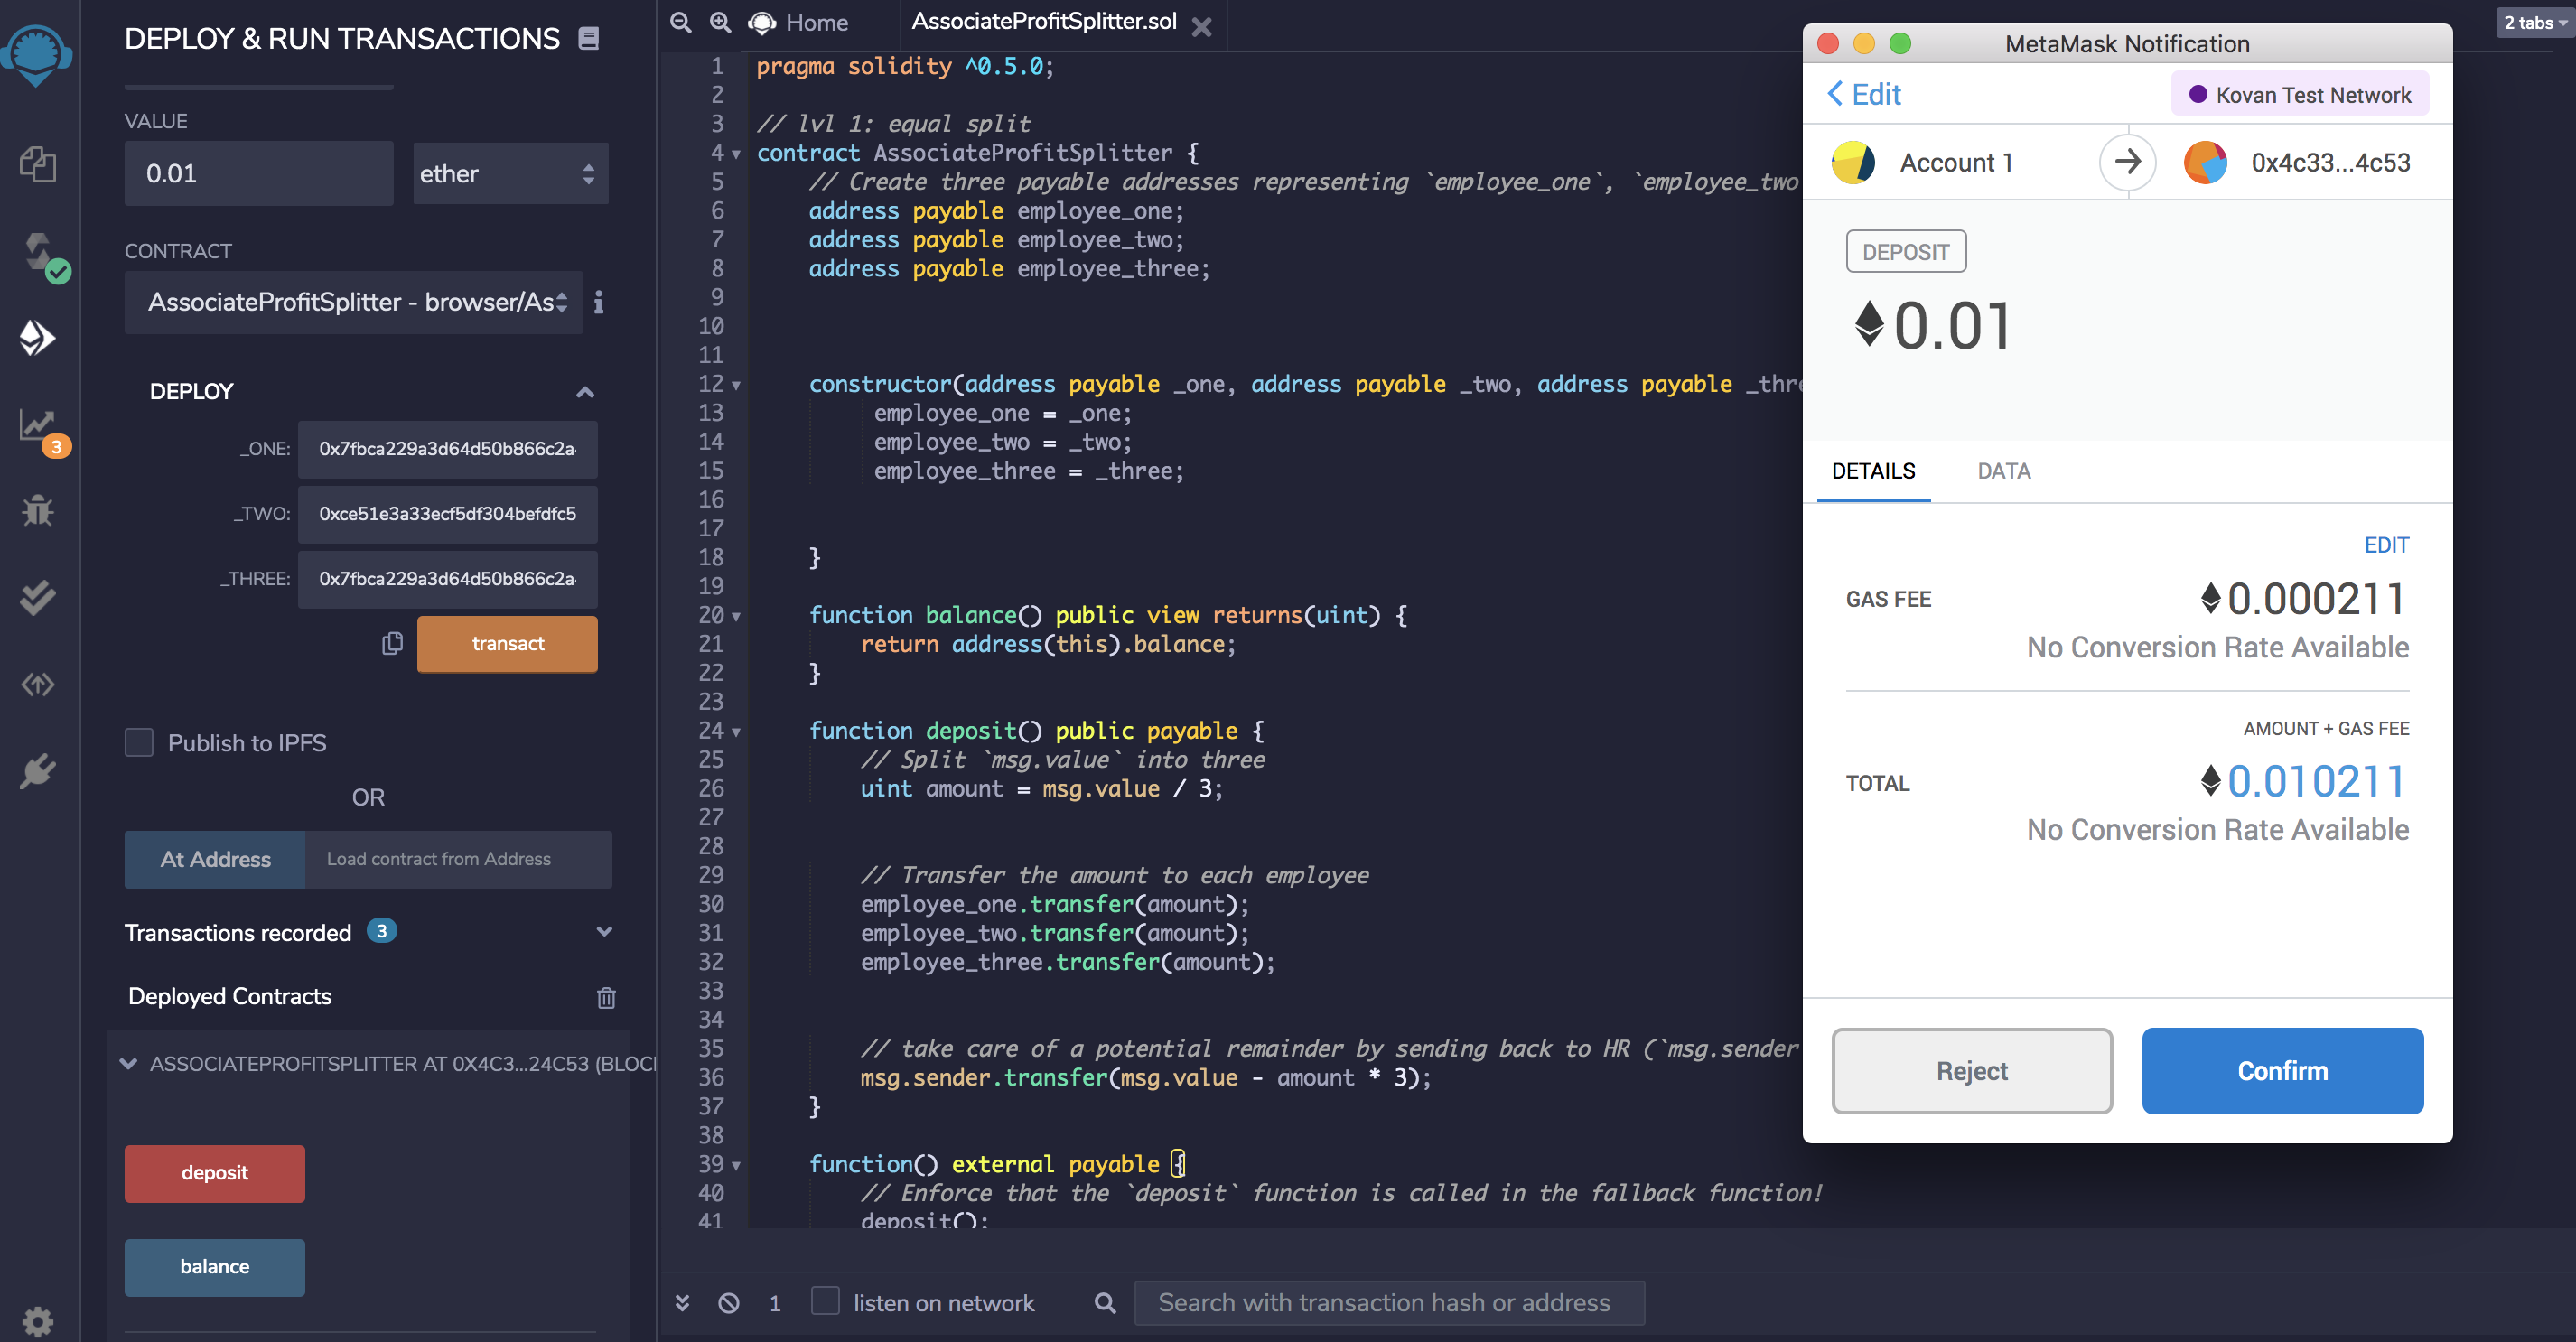 DEPLOY & RUN TRANSACTIONS
VALUE
0.01
ether
CONTRACT
AssociateProfitSplitter - browser/As
DEPLOY
_ONE:
0x7fbca229a3d64d50b866c2a
_TWO:
0xce51e3a33ecf5df304befdfc5
_THREE:
0x7fbca229a3d64d50b866c2a
transact
Publish to IPFS
OR
At Address
Load contract from Address
Transactions recorded 3
Deployed Contracts
ASSOCIATEPROFITSPLITTER AT 0X4C3...24C53 (BLOC
deposit
balance
3
Home
AssociateProfitSplitter.sol
2 tabs
1 pragma solidity ^0.5.0;
2
3 // lvl 1: equal split
4 contract AssociateProfitSplitter {
5 // Create three payable addresses representing `employee_one`, `employee_two
6 address payable employee_one;
7 address payable employee_two;
8 address payable employee_three;
9
10
11
12 constructor(address payable _one, address payable _two, address payable _thre
13 employee_one = _one;
14 employee_two = _two;
15 employee_three = _three;
16
17
18 }
19
20 function balance() public view returns(uint) {
21 return address(this).balance;
22 }
23
24 function deposit() public payable {
25 // Split `msg.value` into three
26 uint amount = msg.value / 3;
27
28
29 // Transfer the amount to each employee
30 employee_one.transfer(amount);
31 employee_two.transfer(amount);
32 employee_three.transfer(amount);
33
34
35 // take care of a potential remainder by sending back to HR (`msg.sender
36 msg.sender.transfer(msg.value - amount * 3);
37 }
38
39 function() external payable {
40 // Enforce that the `deposit` function is called in the fallback function!
41 deposit();
1
listen on network
Search with transaction hash or address
MetaMask Notification
Edit
Kovan Test Network
Account 1
0x4c33...4c53
DEPOSIT
0.01
DETAILS
DATA
EDIT
GAS FEE
0.000211
No Conversion Rate Available
AMOUNT + GAS FEE
TOTAL
0.010211
No Conversion Rate Available
Reject
Confirm